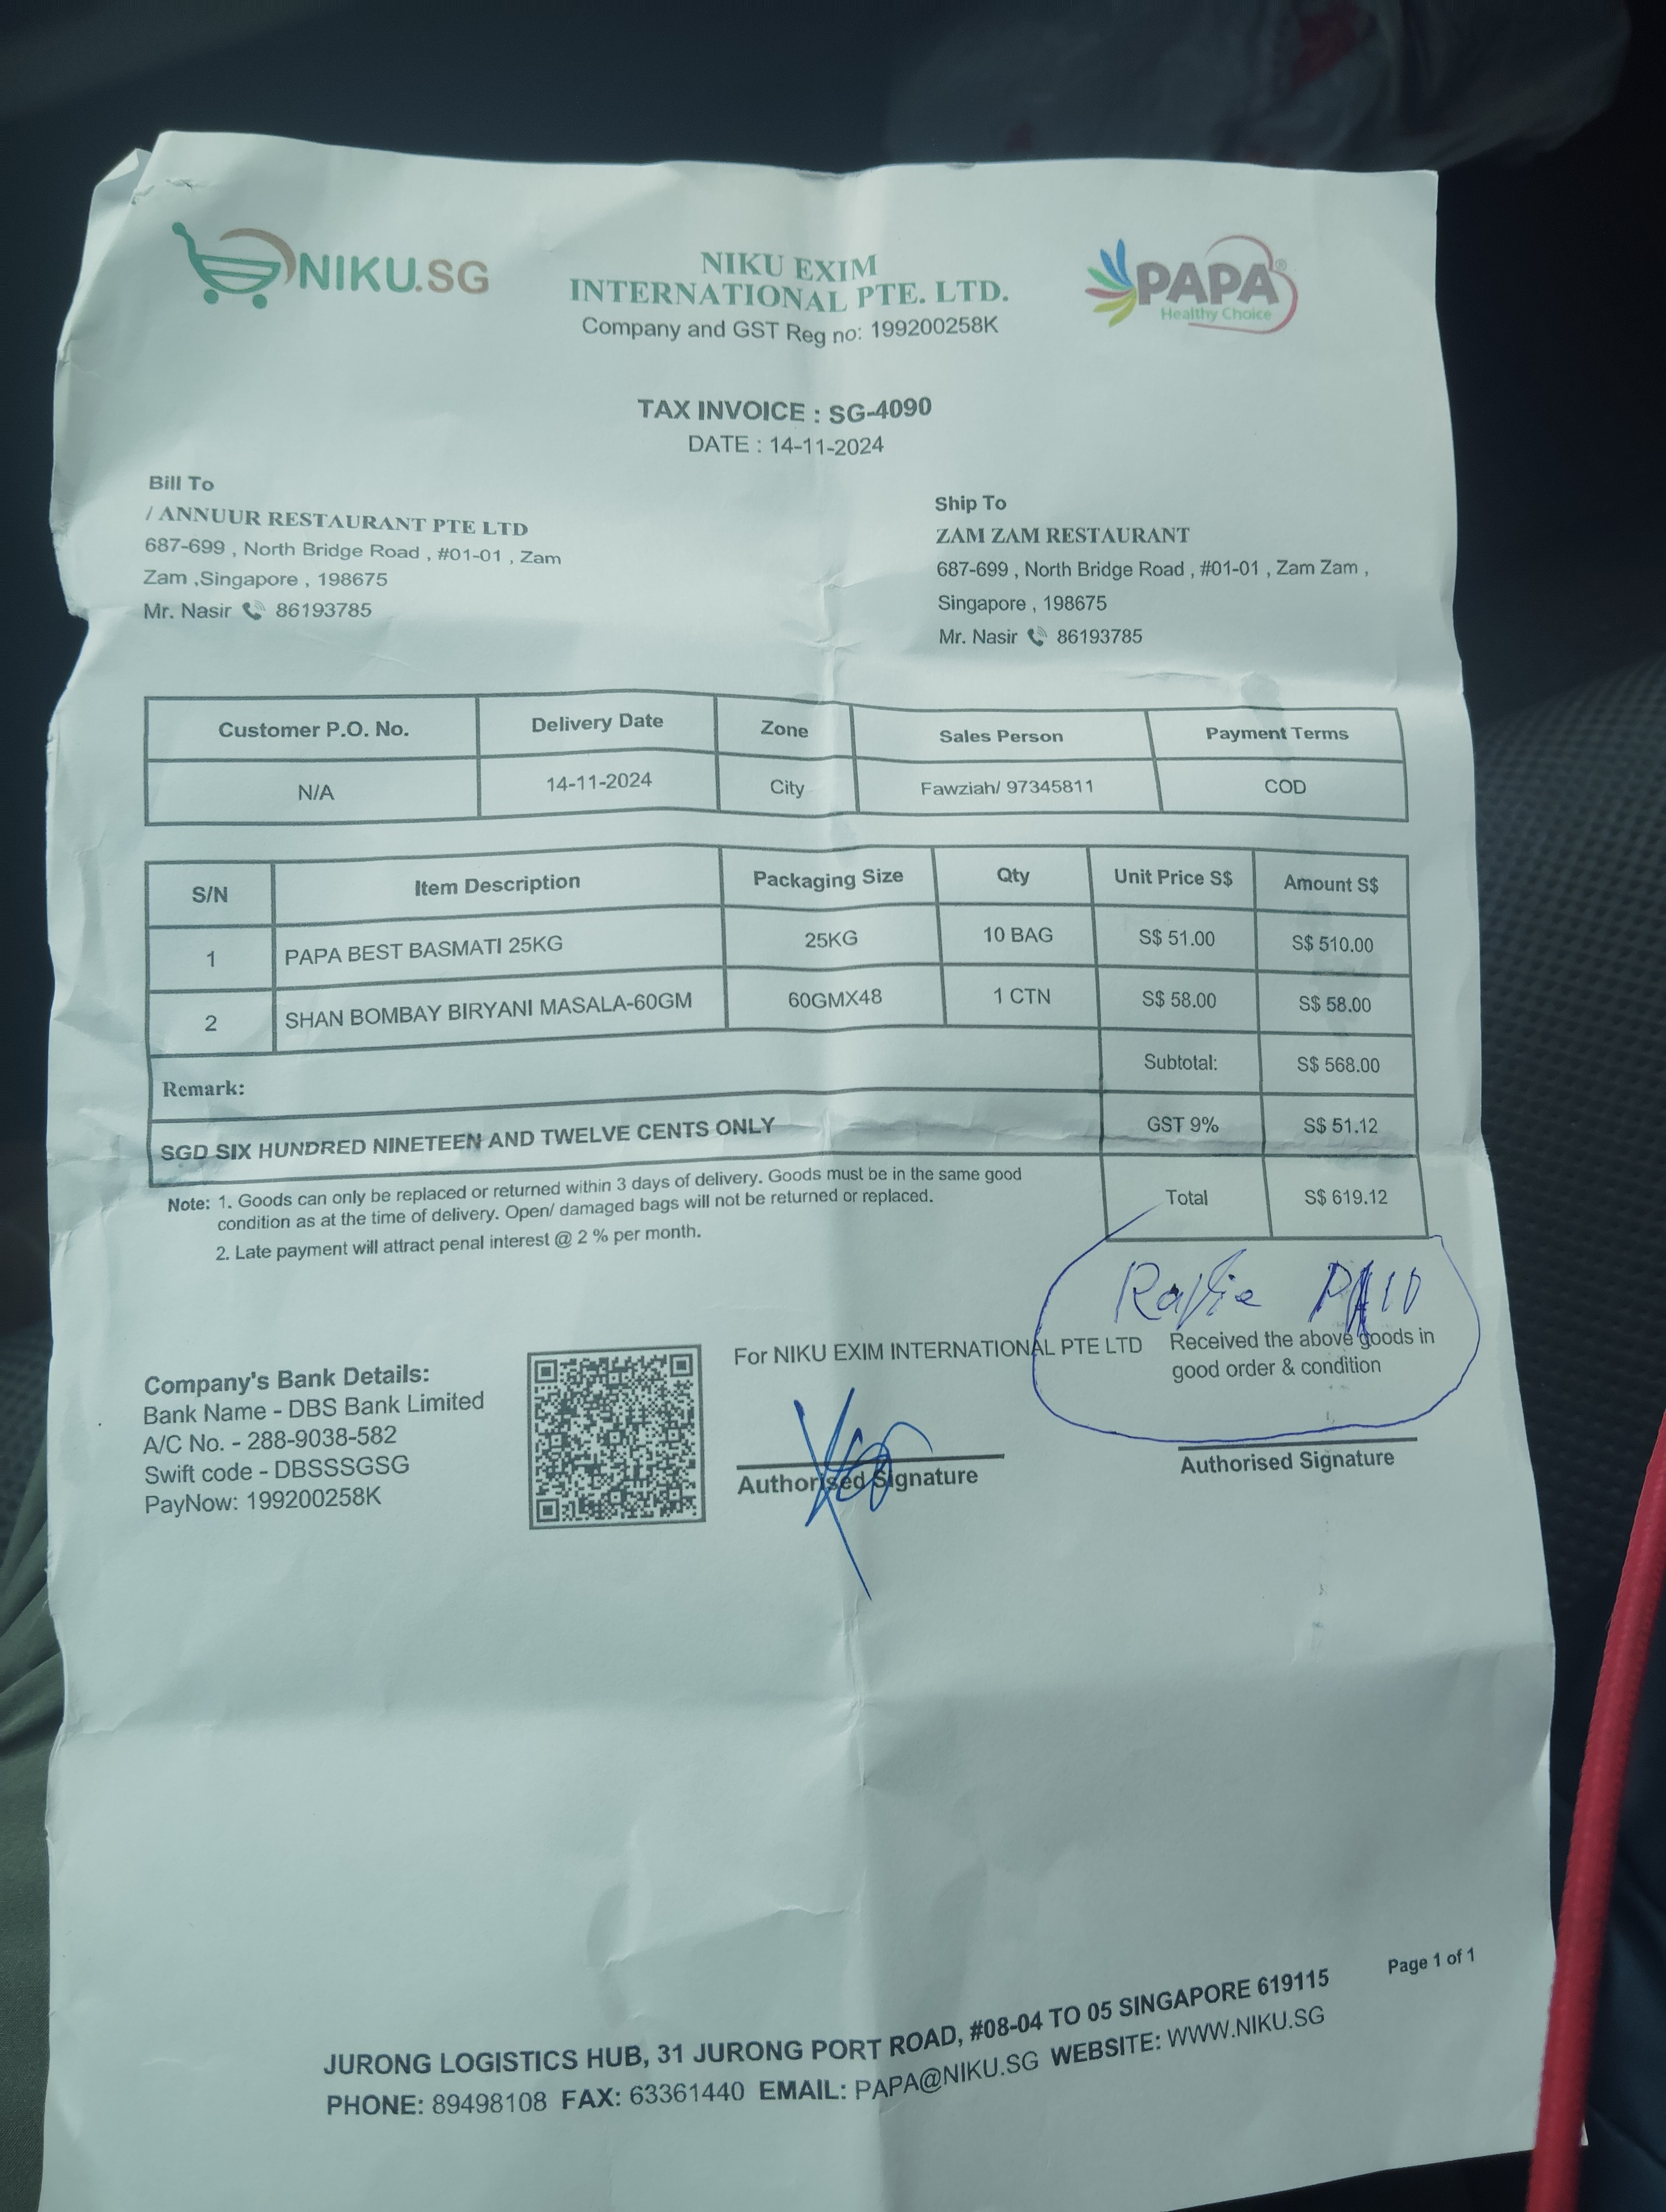 NIKU.SG
NIKU EXIM
INTERNATIONAL PTE. LTD.
Company and GST Reg no: 199200258K
PAPA®
Healthy Choice
TAX INVOICE : SG-4090
DATE : 14-11-2024
Bill To
/ ANNUUR RESTAURANT PTE LTD
687-699 , North Bridge Road , #01-01 , Zam
Zam ,Singapore , 198675
Mr. Nasir 86193785
Ship To
ZAM ZAM RESTAURANT
687-699 , North Bridge Road , #01-01 , Zam Zam ,
Singapore , 198675
Mr. Nasir 86193785
Customer P.O. No. Delivery Date Zone Sales Person Payment Terms
N/A 14-11-2024 City Fawziah/ 97345811 COD
S/N Item Description Packaging Size Qty Unit Price S$ Amount S$
1 PAPA BEST BASMATI 25KG 25KG 10 BAG S$ 51.00 S$ 510.00
2 SHAN BOMBAY BIRYANI MASALA-60GM 60GMX48 1 CTN S$ 58.00 S$ 58.00
Remark: Subtotal: S$ 568.00
SGD SIX HUNDRED NINETEEN AND TWELVE CENTS ONLY GST 9% S$ 51.12
Total S$ 619.12
Note: 1. Goods can only be replaced or returned within 3 days of delivery. Goods must be in the same good
condition as at the time of delivery. Open/ damaged bags will not be returned or replaced.
2. Late payment will attract penal interest @ 2 % per month.
PAID
Company's Bank Details:
Bank Name - DBS Bank Limited
A/C No. - 288-9038-582
Swift code - DBSSSGSG
PayNow: 199200258K
For NIKU EXIM INTERNATIONAL PTE LTD
Authorised Signature
Received the above goods in
good order & condition
Authorised Signature
Page 1 of 1
JURONG LOGISTICS HUB, 31 JURONG PORT ROAD, #08-04 TO 05 SINGAPORE 619115
PHONE: 89498108 FAX: 63361440 EMAIL: PAPA@NIKU.SG WEBSITE: WWW.NIKU.SG